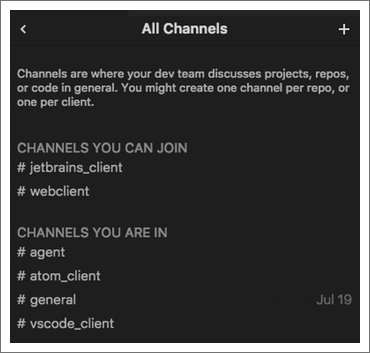 All Channels
Channels are where your dev team discusses projects, repos,
or code in general. You might create one channel per repo, or
one per client.
CHANNELS YOU CAN JOIN
# jetbrains_client
# webclient
CHANNELS YOU ARE IN
# agent
# atom_client
# general Jul 19
# vscode_client